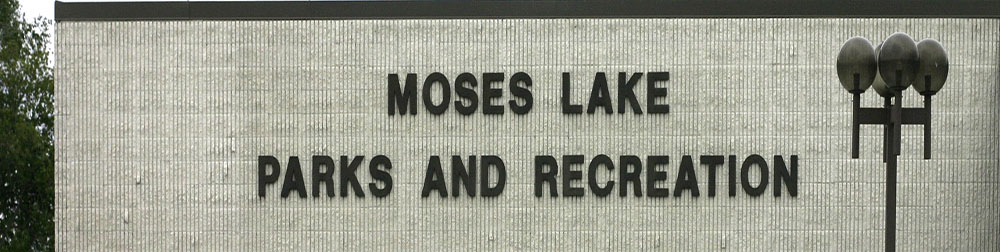 MOSES LAKE
PARKS AND RECREATION